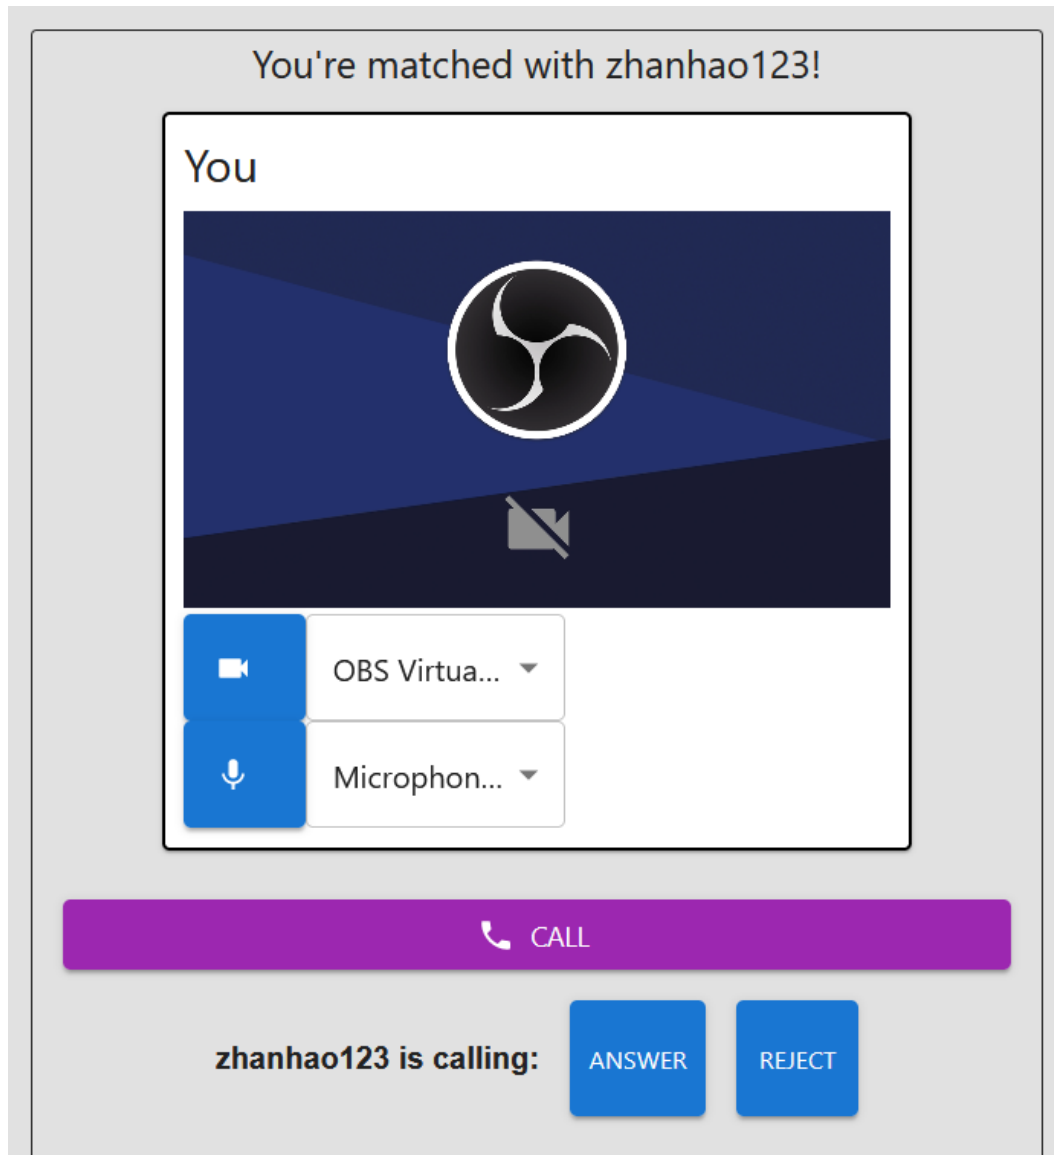 You're matched with zhanhao123!
You
OBS Virtua...
Microphon...
CALL
zhanhao123 is calling: ANSWER REJECT